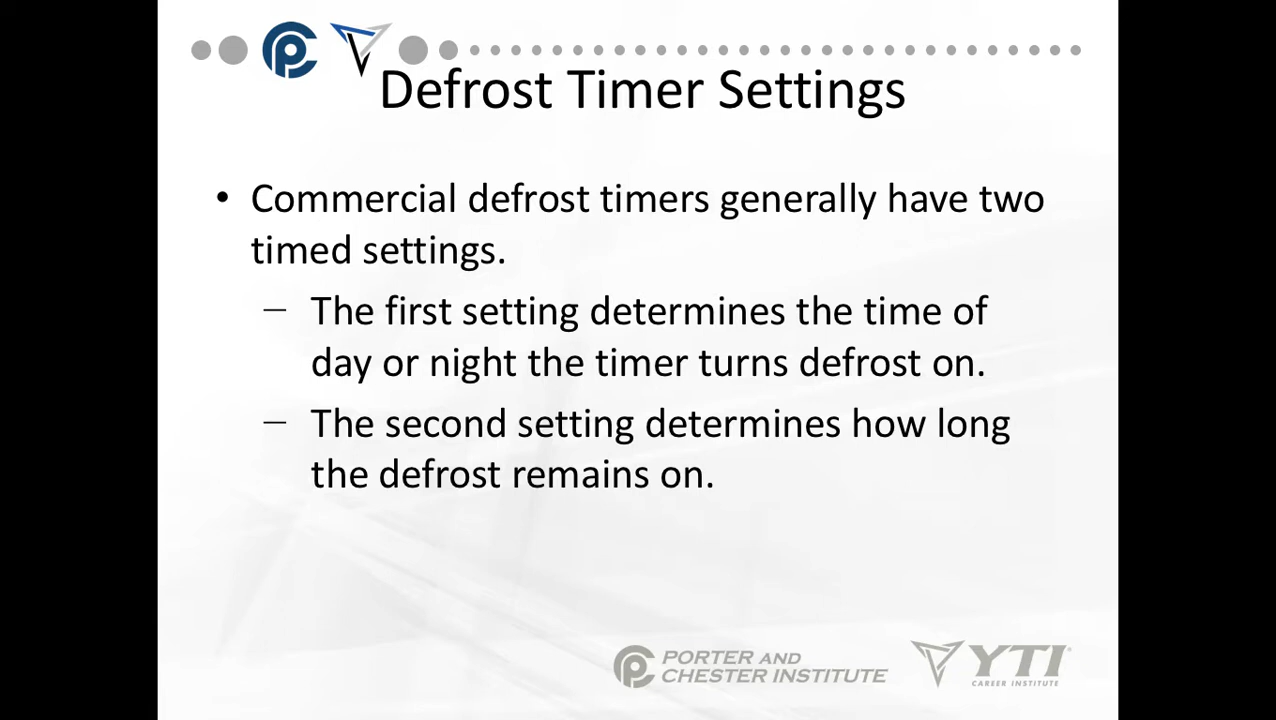 Defrost Timer Settings
• Commercial defrost timers generally have two
timed settings.
– The first setting determines the time of
day or night the timer turns defrost on.
– The second setting determines how long
the defrost remains on.
PORTER AND
CHESTER INSTITUTE
YTI
CAREER INSTITUTE